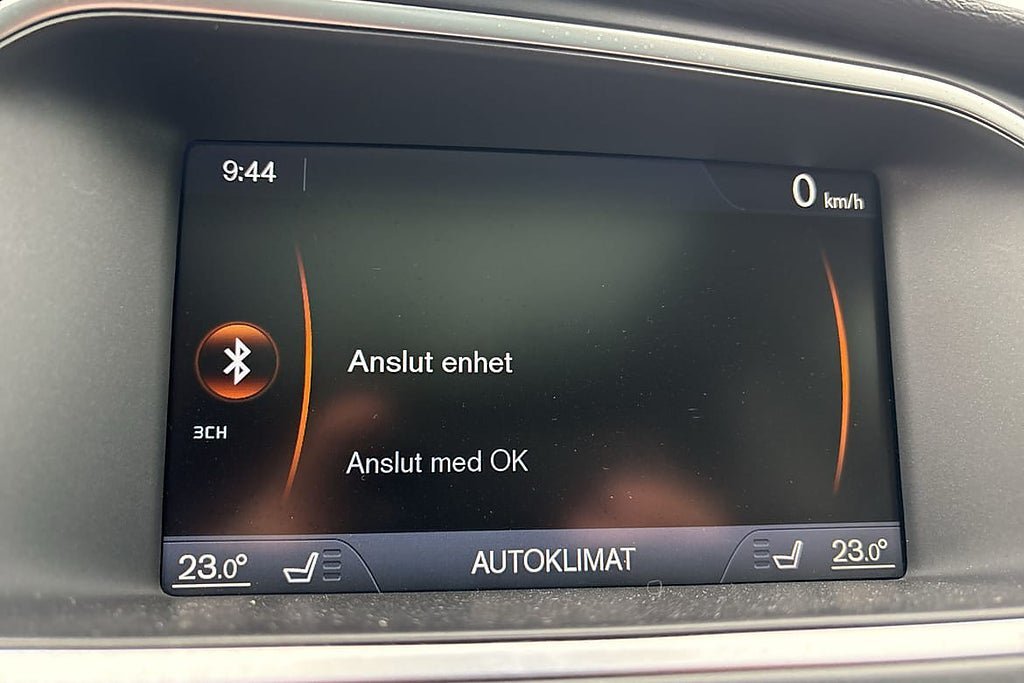 9:44
0 km/h
Anslut enhet
3CH
Anslut med OK
23.0°
AUTOKLIMAT
23.0°